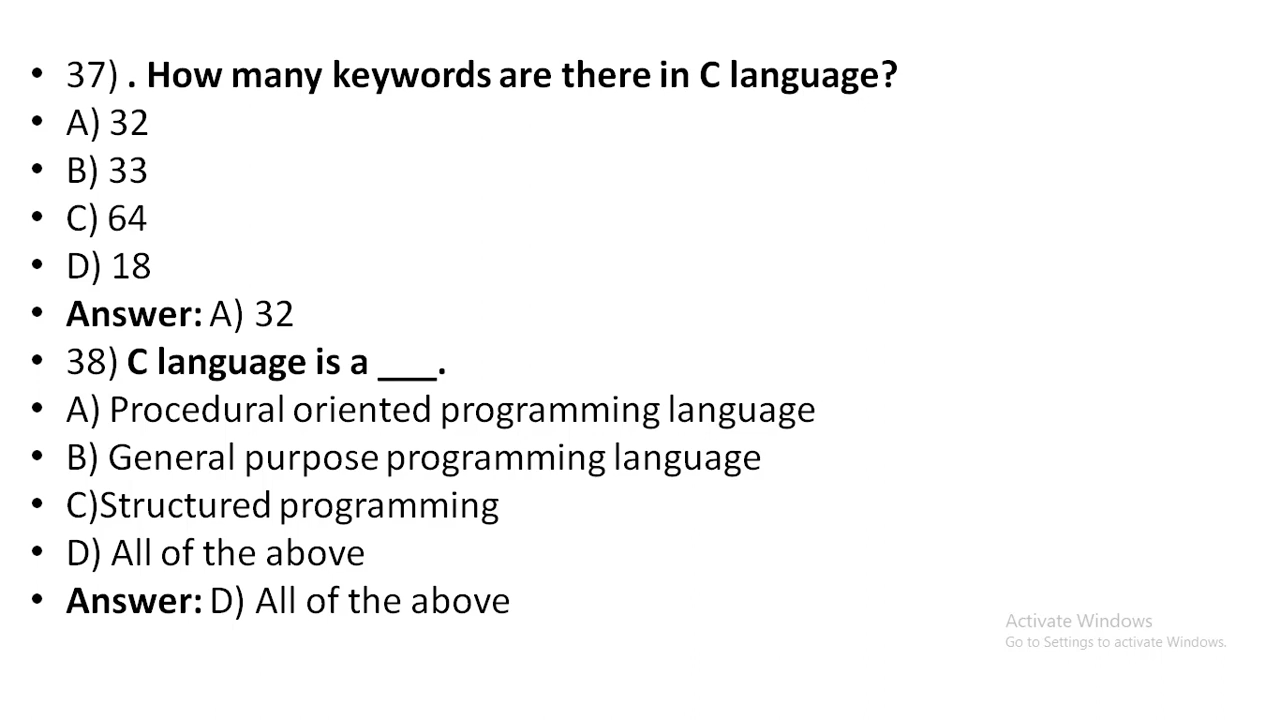 • 37) . How many keywords are there in C language?
• A) 32
• B) 33
• C) 64
• D) 18
• Answer: A) 32
• 38) C language is a ___.
• A) Procedural oriented programming language
• B) General purpose programming language
• C)Structured programming
• D) All of the above
• Answer: D) All of the above
Activate Windows
Go to Settings to activate Windows.